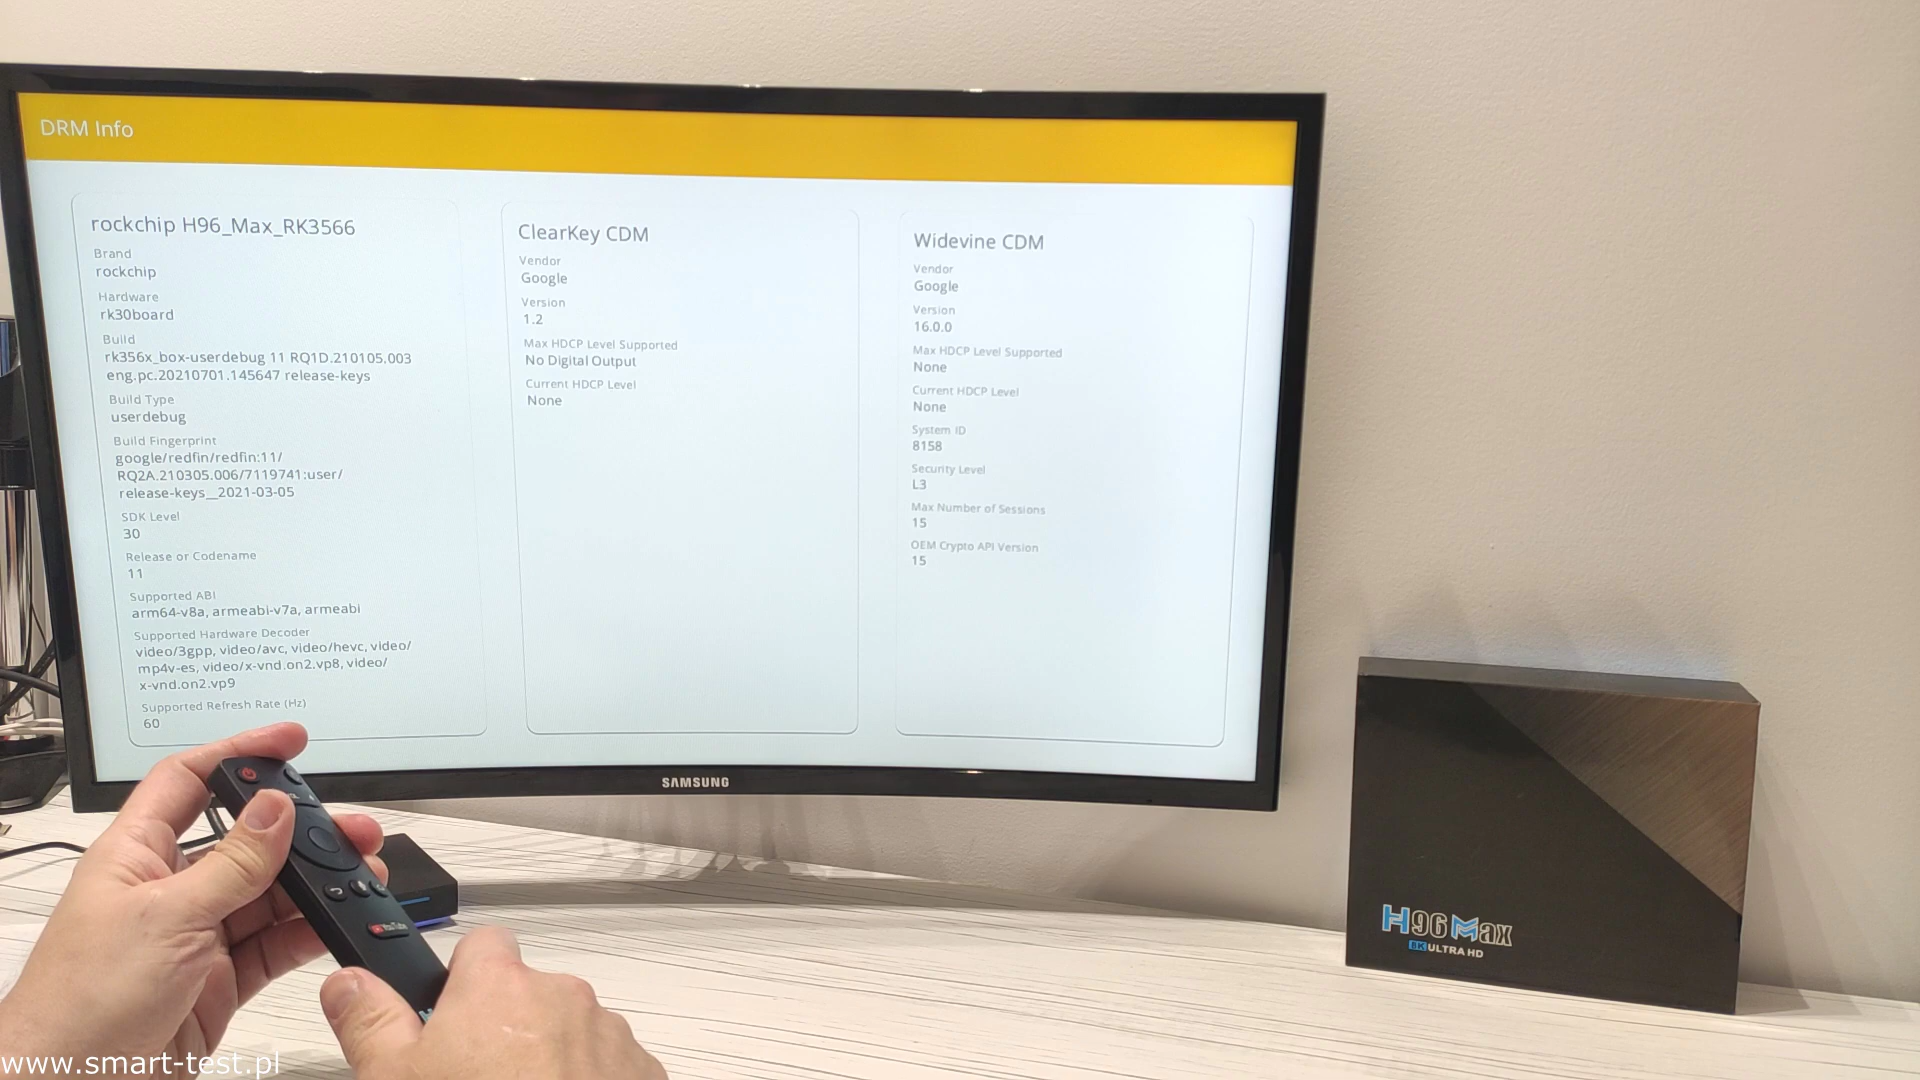 DRM Info
rockchip H96_Max_RK3566
Brand
rockchip
Hardware
rk30board
Build
rk356x_box-userdebug 11 RQ1D.210105.003
eng.pc.20210701.145647 release-keys
Build Type
userdebug
Build Fingerprint
google/redfin/redfin:11/
RQ2A.210305.006/7119741:user/
release-keys__2021-03-05
SDK Level
30
Release or Codename
11
Supported ABI
arm64-v8a, armeabi-v7a, armeabi
Supported Hardware Decoder
video/3gpp, video/avc, video/hevc, video/
mp4v-es, video/x-vnd.on2.vp8, video/
x-vnd.on2.vp9
Supported Refresh Rate (Hz)
60
ClearKey CDM
Vendor
Google
Version
1.2
Max HDCP Level Supported
No Digital Output
Current HDCP Level
None
Widevine CDM
Vendor
Google
Version
16.0.0
Max HDCP Level Supported
None
Current HDCP Level
None
System ID
8158
Security Level
L3
Max Number of Sessions
15
OEM Crypto API Version
15
SAMSUNG
YouTube
H96 Max
8K ULTRA HD
www.smart-test.pl